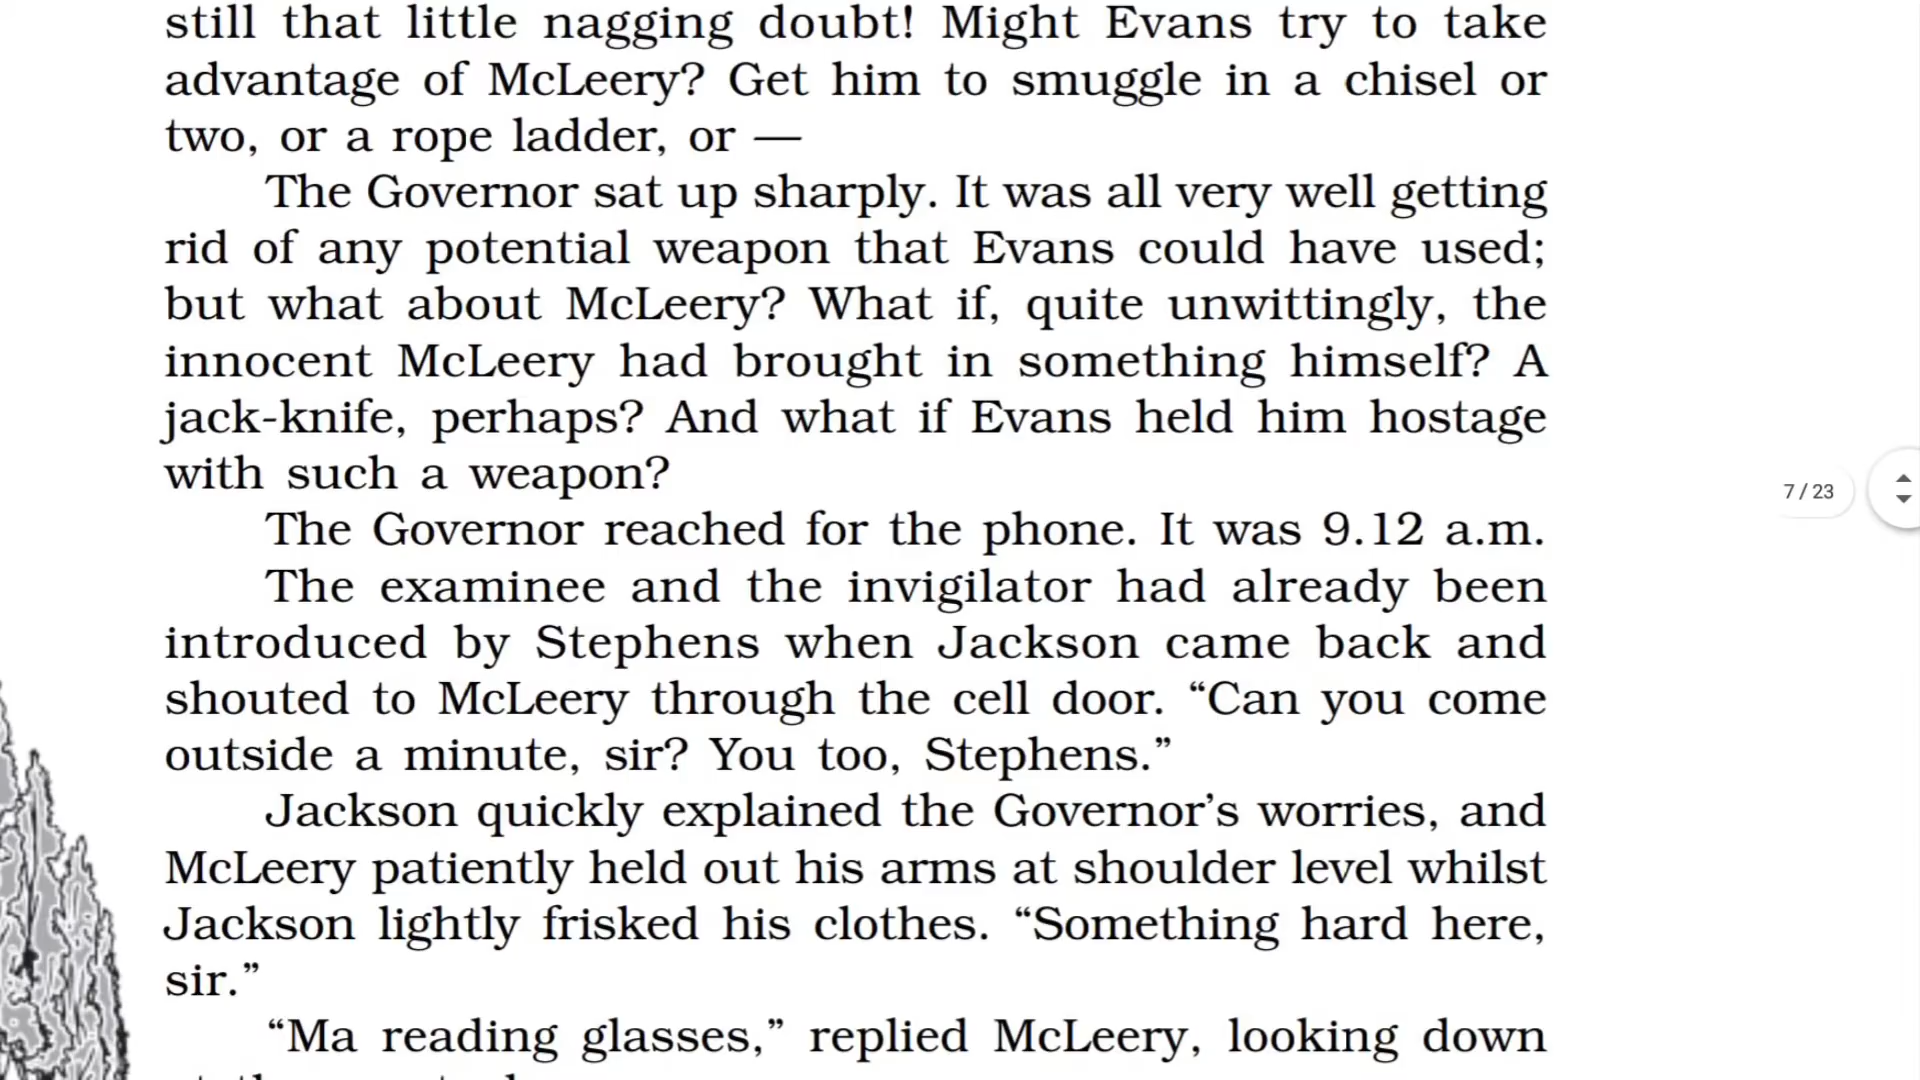 still that little nagging doubt! Might Evans try to take
advantage of McLeery? Get him to smuggle in a chisel or
two, or a rope ladder, or —
The Governor sat up sharply. It was all very well getting
rid of any potential weapon that Evans could have used;
but what about McLeery? What if, quite unwittingly, the
innocent McLeery had brought in something himself? A
jack-knife, perhaps? And what if Evans held him hostage
with such a weapon?
The Governor reached for the phone. It was 9.12 a.m.
The examinee and the invigilator had already been
introduced by Stephens when Jackson came back and
shouted to McLeery through the cell door. “Can you come
outside a minute, sir? You too, Stephens.”
Jackson quickly explained the Governor’s worries, and
McLeery patiently held out his arms at shoulder level whilst
Jackson lightly frisked his clothes. “Something hard here,
sir.”
“Ma reading glasses,” replied McLeery, looking down
7 / 23